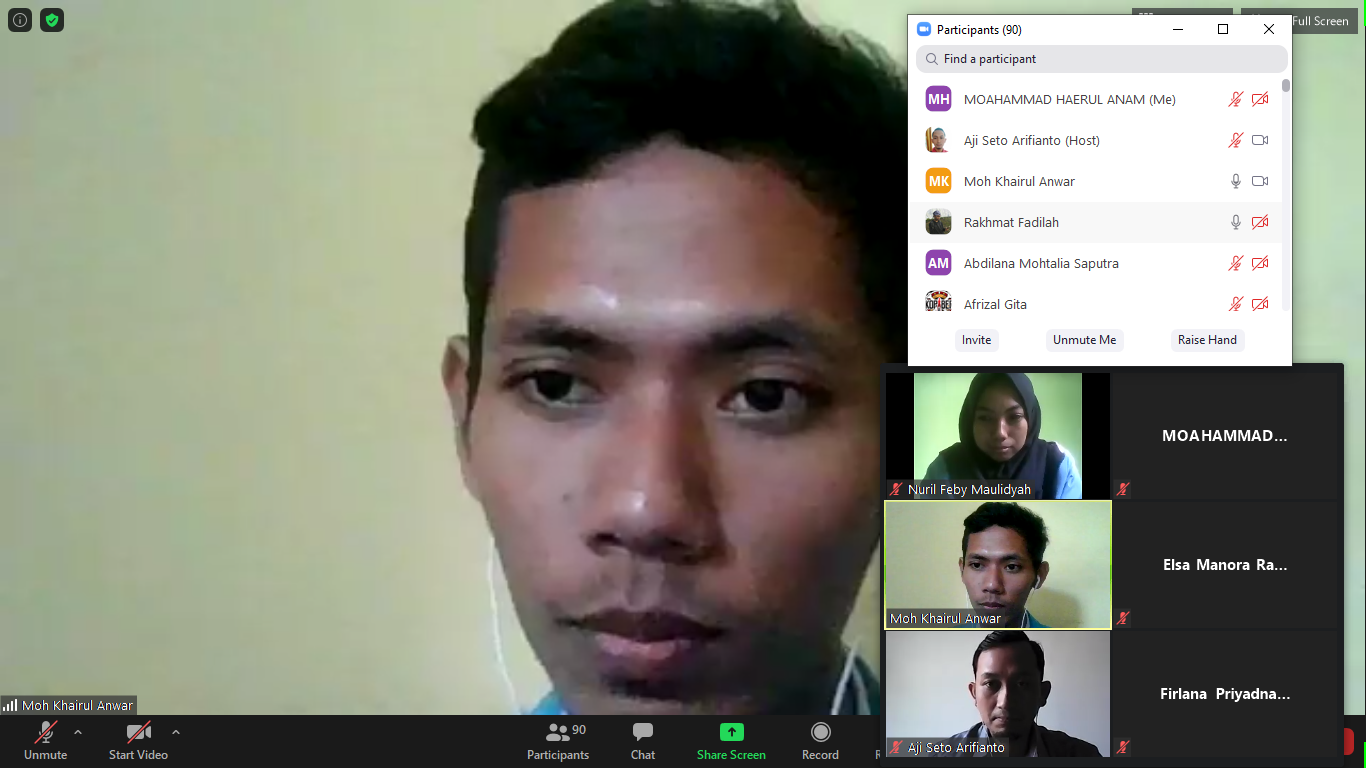 Full Screen
Participants (90)
Find a participant
MH MOAHAMMAD HAERUL ANAM (Me)
Aji Seto Arifianto (Host)
MK Moh Khairul Anwar
Rakhmat Fadilah
AM Abdilana Mohtalia Saputra
Afrizal Gita
Invite Unmute Me Raise Hand
Nuril Feby Maulidyah
MOAHAMMAD...
Moh Khairul Anwar
Elsa Manora Ra...
Aji Seto Arifianto
Firlana Priyadna...
Moh Khairul Anwar
Unmute
Start Video
90
Participants
Chat
Share Screen
Record